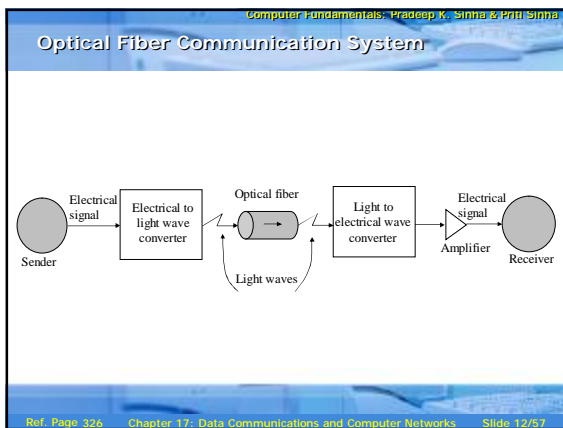 Computer Fundamentals: Pradeep K. Sinha & Priti Sinha
Optical Fiber Communication System
Electrical
signal
Sender
Electrical to
light wave
converter
Optical fiber
Light waves
Light to
electrical wave
converter
Amplifier
Electrical
signal
Receiver
Ref. Page 326 Chapter 17: Data Communications and Computer Networks Slide 12/57